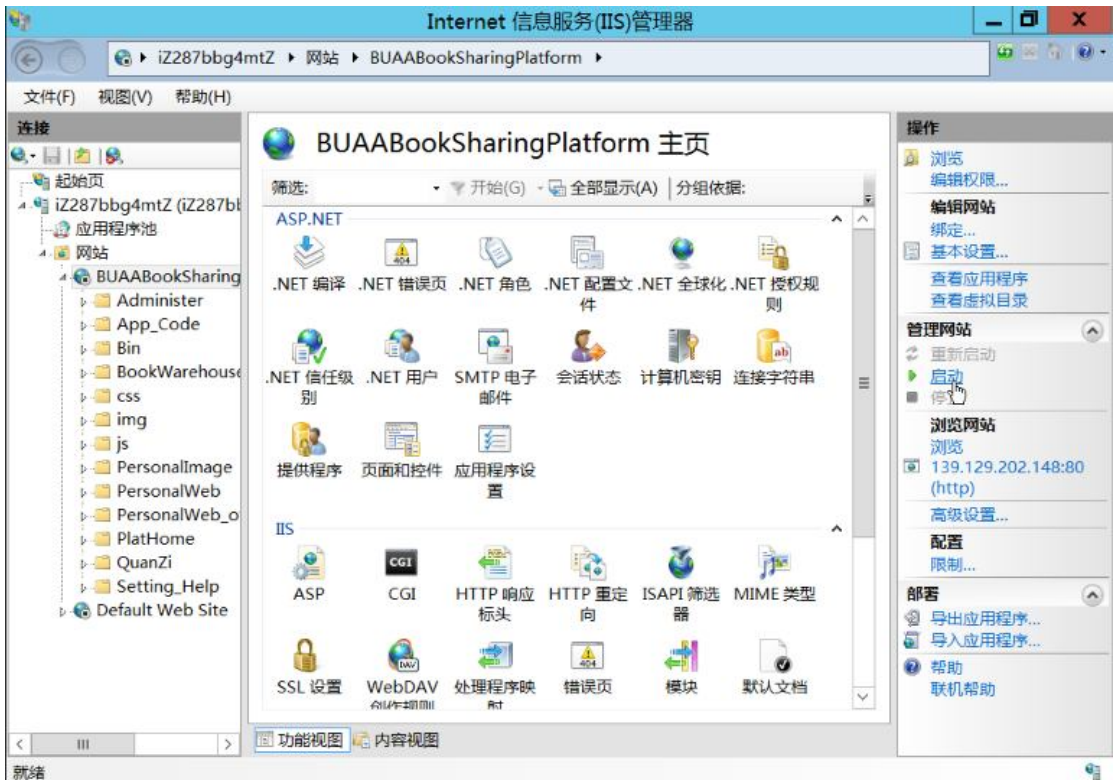 Internet 信息服务(IIS)管理器
iZ287bbg4mtZ 网站 BUAABookSharingPlatform
文件(F) 视图(V) 帮助(H)
连接
起始页
iZ287bbg4mtZ (iZ287bl
应用程序池
网站
BUAABookSharing
Administer
App_Code
Bin
BookWarehouse
css
img
js
PersonalImage
PersonalWeb
PersonalWeb_o
PlatHome
QuanZi
Setting_Help
Default Web Site
BUAABookSharingPlatform 主页
筛选: 开始(G) 全部显示(A) 分组依据:
ASP.NET
.NET 编译 .NET 错误页 .NET 角色 .NET 配置文件 .NET 全球化 .NET 授权规则
.NET 信任级别 .NET 用户 SMTP 电子邮件 会话状态 计算机密钥 连接字符串
提供程序 页面和控件 应用程序设置
IIS
ASP CGI HTTP 响应标头 HTTP 重定向 ISAPI 筛选器 MIME 类型
SSL 设置 WebDAV 创作规则 处理程序映射 错误页 模块 默认文档
功能视图 内容视图
操作
浏览
编辑权限...
编辑网站
绑定...
基本设置...
查看应用程序
查看虚拟目录
管理网站
重新启动
启动
停
浏览网站
浏览
139.129.202.148:80
(http)
高级设置...
配置
限制...
部署
导出应用程序...
导入应用程序...
帮助
联机帮助
就绪